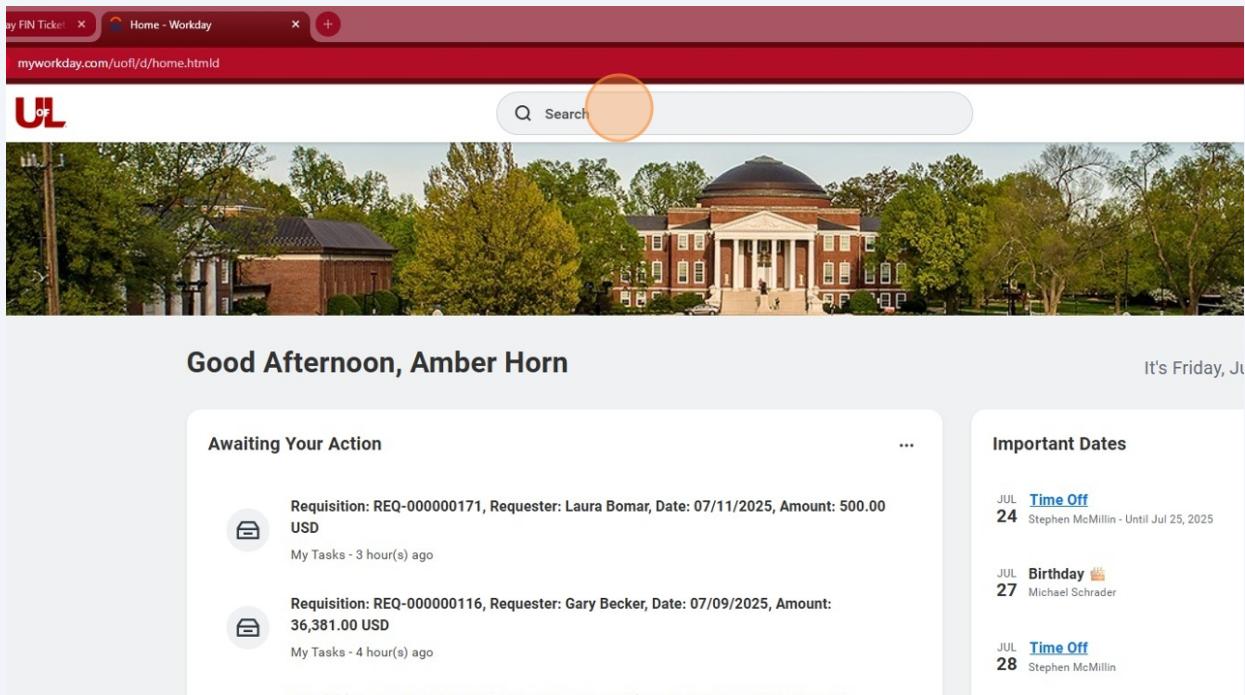 ay FIN Ticket
Home - Workday
myworkday.com/uofl/d/home.htmld
U OF L
Search
Good Afternoon, Amber Horn
It's Friday, Ju
Awaiting Your Action
Requisition: REQ-000000171, Requester: Laura Bomar, Date: 07/11/2025, Amount: 500.00
USD
My Tasks - 3 hour(s) ago
Requisition: REQ-000000116, Requester: Gary Becker, Date: 07/09/2025, Amount:
36,381.00 USD
My Tasks - 4 hour(s) ago
Important Dates
JUL
24
Time Off
Stephen McMillin - Until Jul 25, 2025
JUL
27
Birthday 🎂
Michael Schrader
JUL
28
Time Off
Stephen McMillin